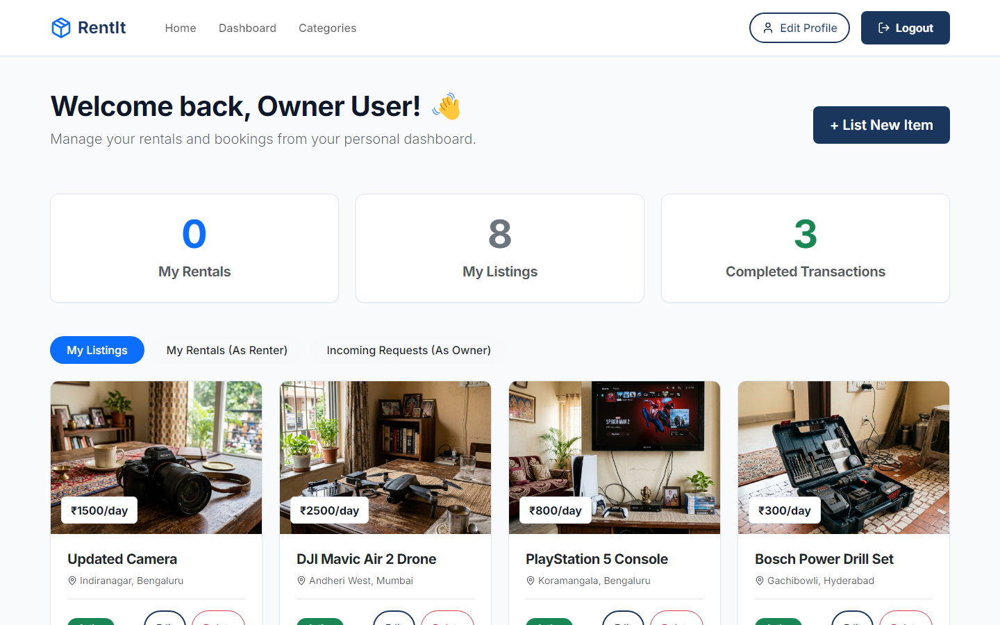 RentIt
Home
Dashboard
Categories
Edit Profile
Logout
Welcome back, Owner User! 👋
Manage your rentals and bookings from your personal dashboard.
+ List New Item
0
My Rentals
8
My Listings
3
Completed Transactions
My Listings
My Rentals (As Renter)
Incoming Requests (As Owner)
SONY
₹1500/day
Updated Camera
Indiranagar, Bengaluru
₹2500/day
DJI Mavic Air 2 Drone
Andheri West, Mumbai
SPIDER-MAN 2
₹800/day
PlayStation 5 Console
Koramangala, Bengaluru
₹300/day
Bosch Power Drill Set
Gachibowli, Hyderabad